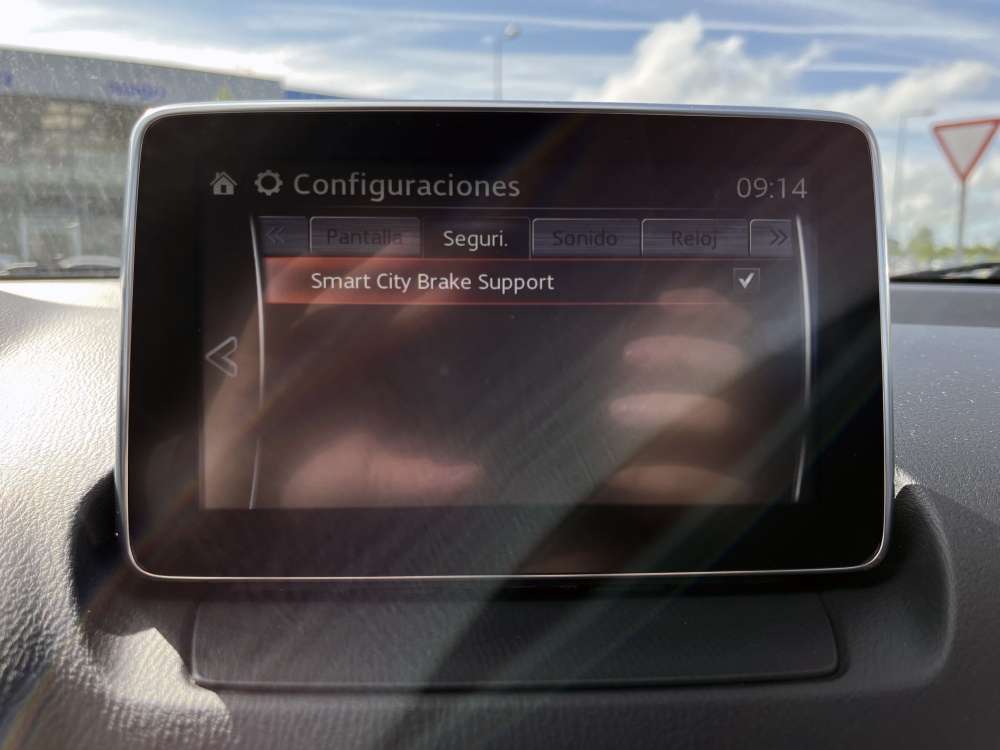 Configuraciones 09:14
Pantalla Seguri. Sonido Reloj
Smart City Brake Support